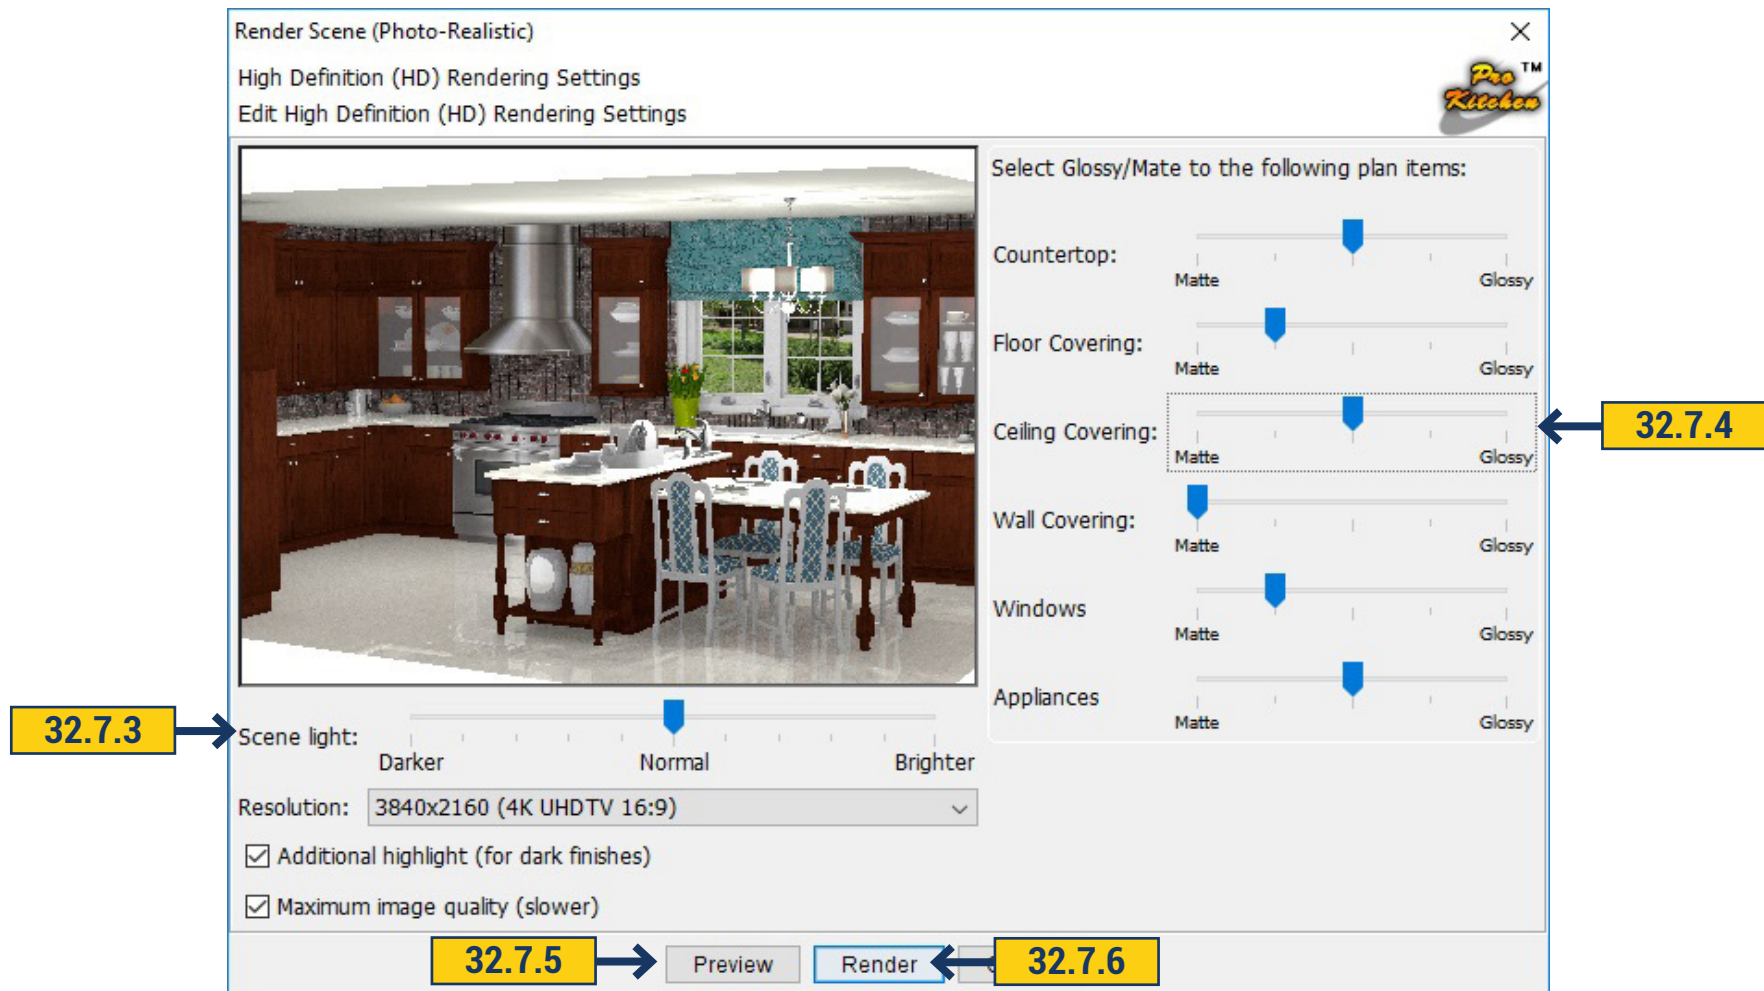 Render Scene (Photo-Realistic)
High Definition (HD) Rendering Settings
Edit High Definition (HD) Rendering Settings
Pro TM
Kitchen
Select Glossy/Mate to the following plan items:
Countertop:
Matte Glossy
Floor Covering:
Matte Glossy
Ceiling Covering:
Matte Glossy
32.7.4
Wall Covering:
Matte Glossy
Windows
Matte Glossy
Appliances
Matte Glossy
32.7.3
Scene light:
Darker Normal Brighter
Resolution: 3840x2160 (4K UHDTV 16:9)
Additional highlight (for dark finishes)
Maximum image quality (slower)
32.7.5 Preview Render 32.7.6